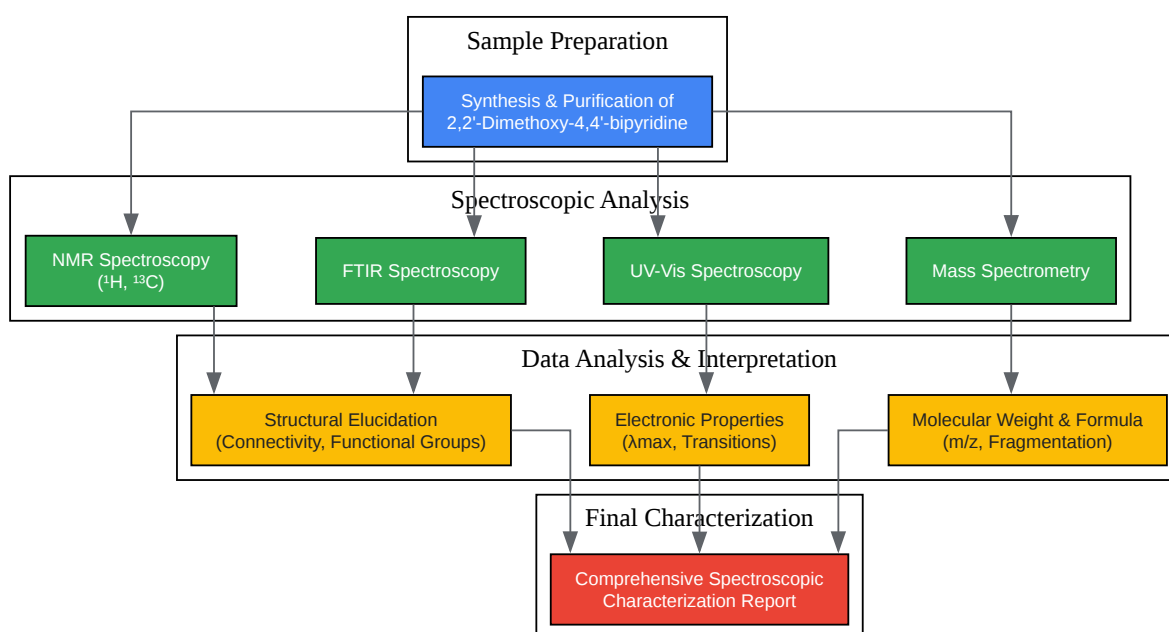 Sample Preparation
Synthesis & Purification of
2,2'-Dimethoxy-4,4'-bipyridine
Spectroscopic Analysis
NMR Spectroscopy
(¹H, ¹³C)
FTIR Spectroscopy
UV-Vis Spectroscopy
Mass Spectrometry
Data Analysis & Interpretation
Structural Elucidation
(Connectivity, Functional Groups)
Electronic Properties
(λmax, Transitions)
Molecular Weight & Formula
(m/z, Fragmentation)
Final Characterization
Comprehensive Spectroscopic
Characterization Report